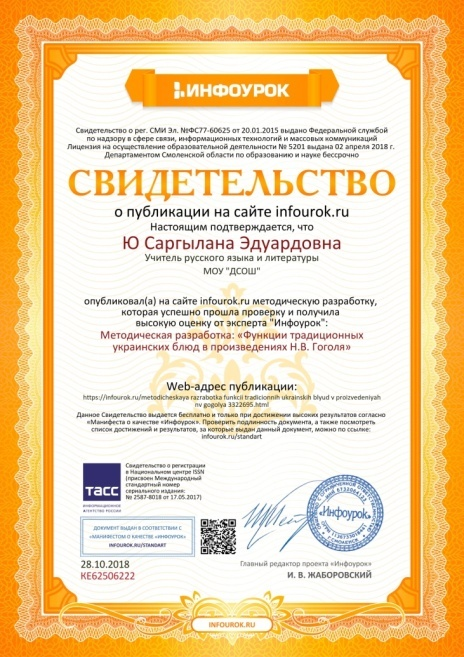 ИНФОУРОК
Свидетельство о рег. СМИ Эл. №ФС77-60625 от 20.01.2015 выдано Федеральной службой
по надзору в сфере связи, информационных технологий и массовых коммуникаций
Лицензия на осуществление образовательной деятельности № 5201 выдана 02 апреля 2018 г.
Департаментом Смоленской области по образованию и науке бессрочно
СВИДЕТЕЛЬСТВО
о публикации на сайте infourok.ru
Настоящим подтверждается, что
Ю Саргылана Эдуардовна
Учитель русского языка и литературы
МОУ "ДСОШ"
опубликовал(а) на сайте infourok.ru методическую разработку,
которая успешно прошла проверку и получила
высокую оценку от эксперта "Инфоурок":
Методическая разработка: «Функции традиционных
украинских блюд в произведениях Н.В. Гоголя»
Web-адрес публикации:
https://infourok.ru/metodicheskaya razrabotka funkcii tradicionnih ukrainskih blyud v proizvedeniyah
nv gogolya 3322695.html
Данное Свидетельство выдается бесплатно и только при достижении высоких результатов согласно
«Манифеста о качестве «Инфоурок». Проверить подлинность документа, а также посмотреть
список достижений и результатов, за которые выдан данный документ, можно по ссылке:
infourok.ru/standart
Свидетельство о регистрации
в Национальном центре ISSN
(присвоен Международный
стандартный номер
сериального издания:
№ 2587-8018 от 17.05.2017)
ТАСС
ИНФОРМАЦИОННОЕ
АГЕНТСТВО РОССИИ
ДОКУМЕНТ ВЫДАН В СООТВЕТСТВИИ С
«МАНИФЕСТОМ О КАЧЕСТВЕ «ИНФОУРОК»
INFOUROK.RU/STANDART
«Инфоурок»
28.10.2018
КЕ62506222
Главный редактор проекта «Инфоурок»
И. В. ЖАБОРОВСКИЙ
INFOUROK.RU